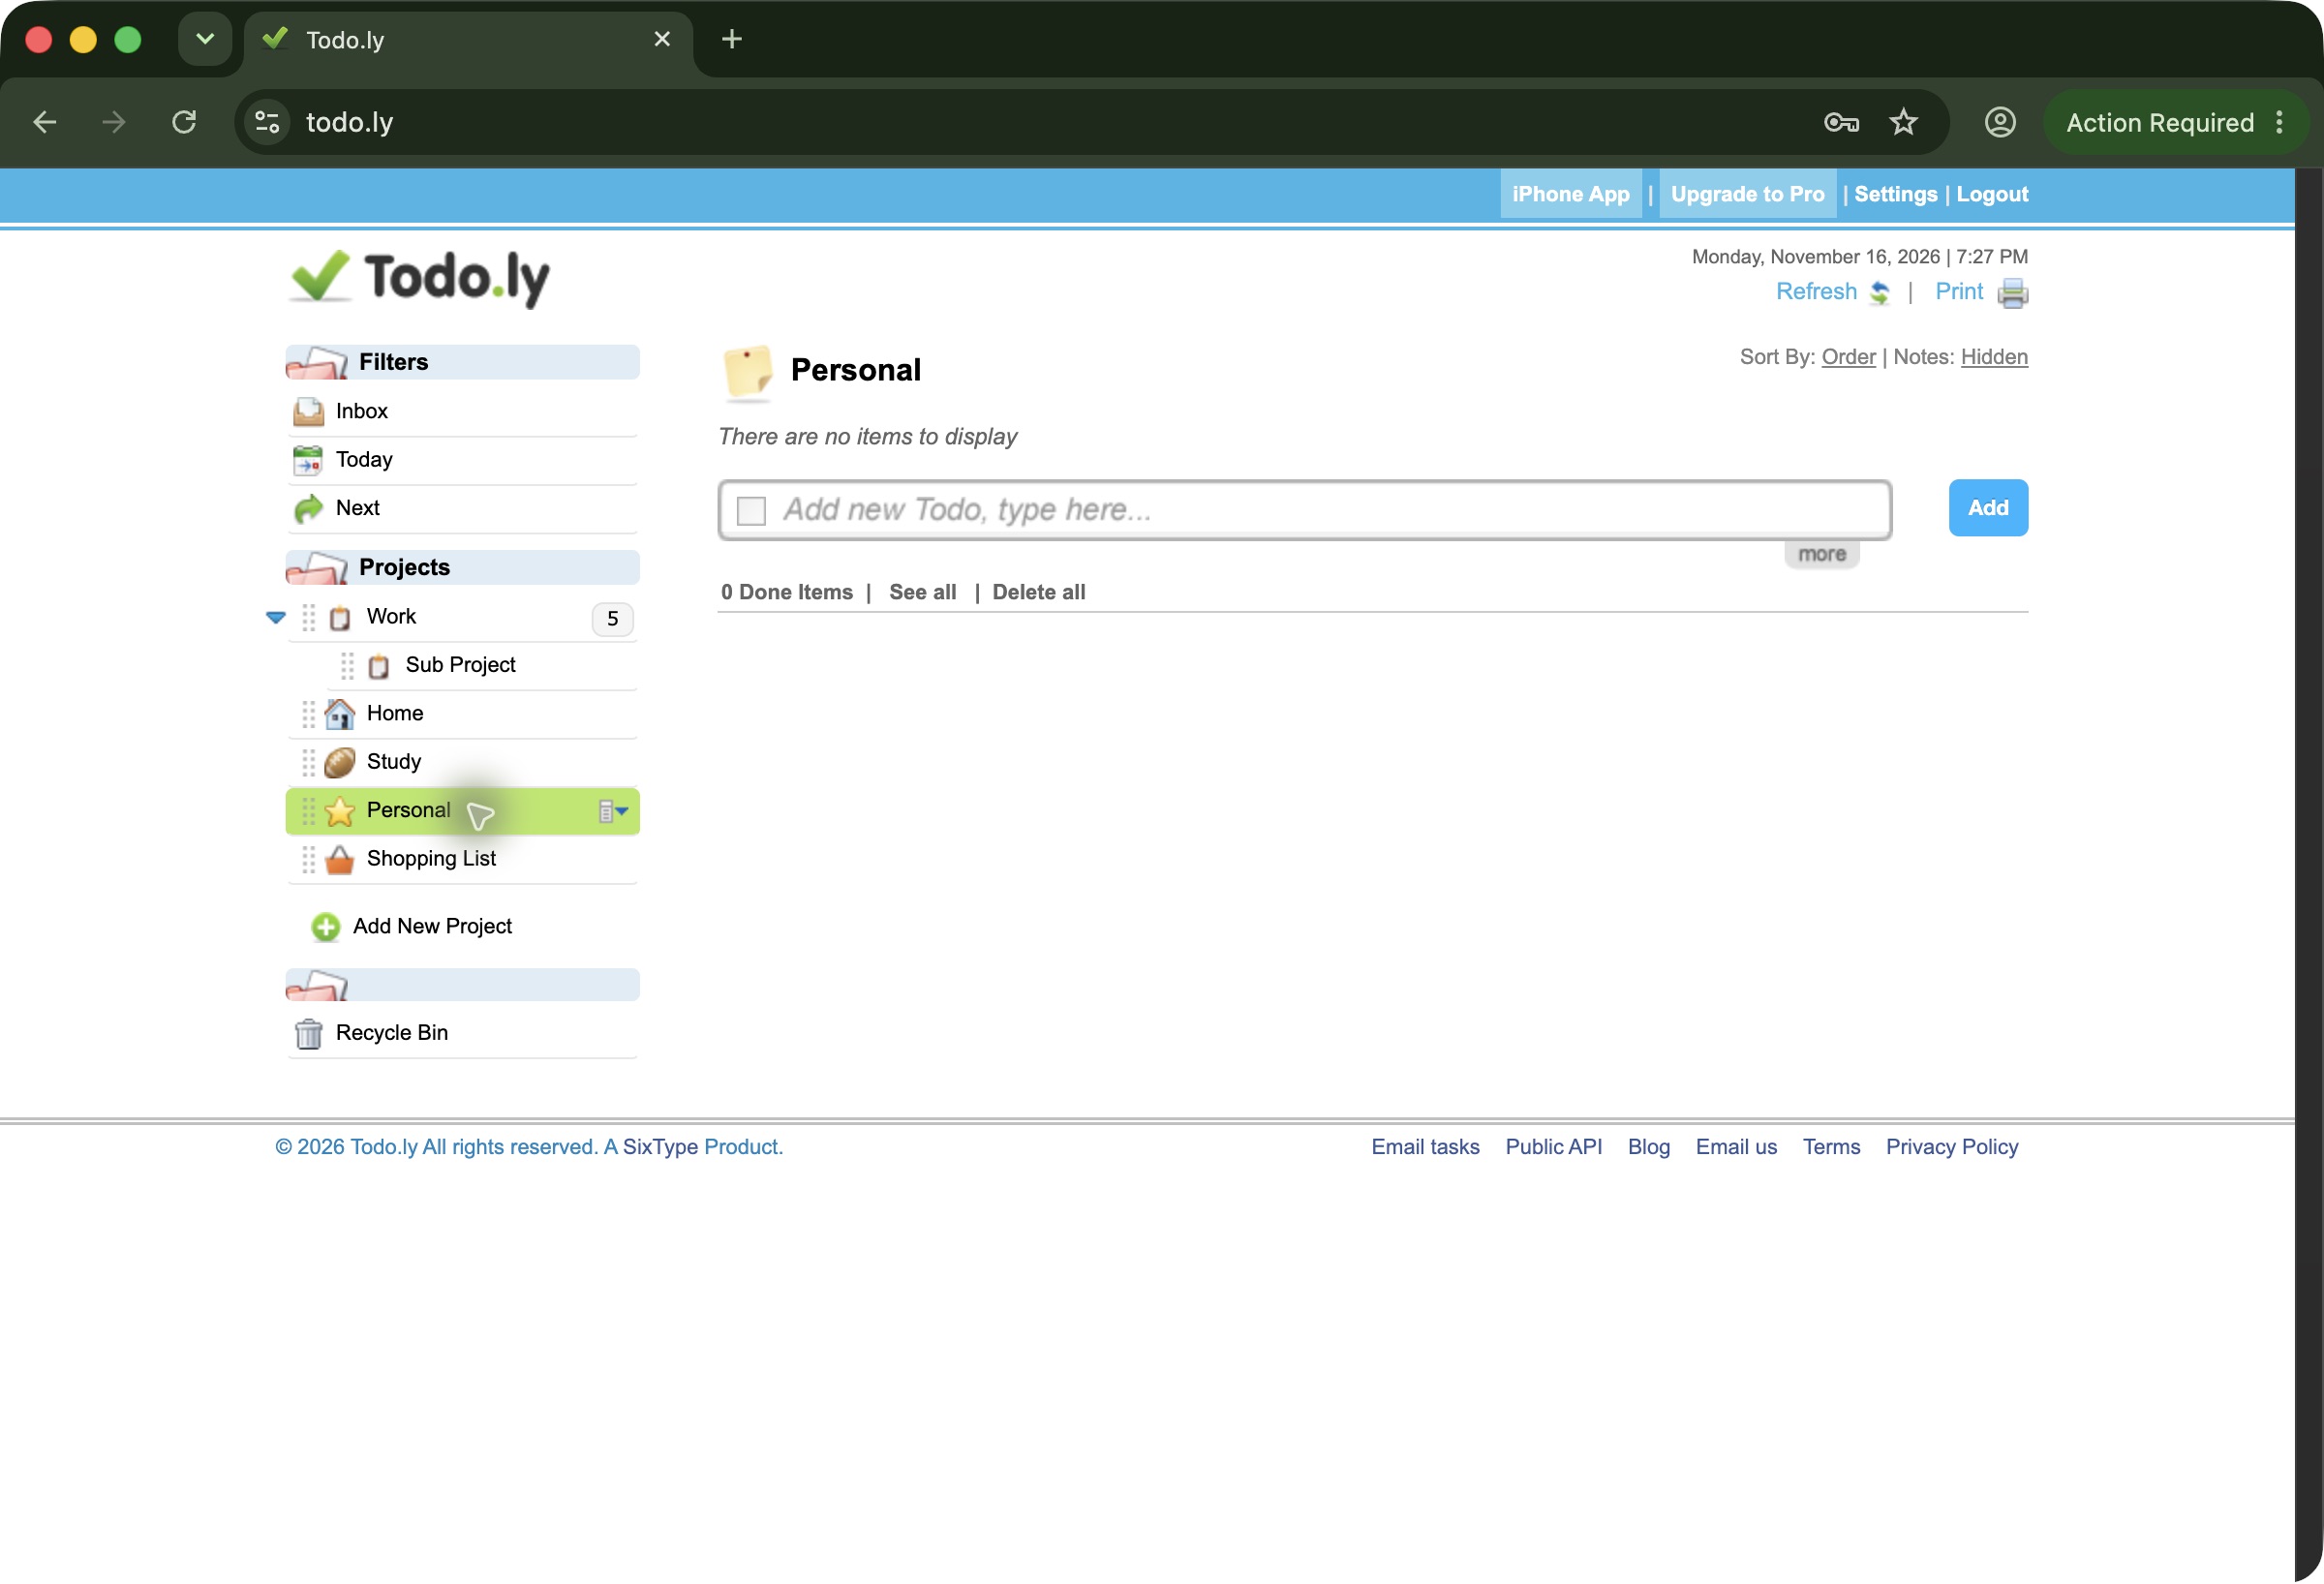 Todo.ly
todo.ly
Action Required
iPhone App | Upgrade to Pro | Settings | Logout
Todo.ly
Monday, November 16, 2026 | 7:27 PM
Refresh | Print
Filters
Inbox
Today
Next
Projects
Work 5
Sub Project
Home
Study
Personal
Shopping List
Add New Project
Recycle Bin
Personal
Sort By: Order | Notes: Hidden
There are no items to display
Add new Todo, type here...
Add
more
0 Done Items | See all | Delete all
© 2026 Todo.ly All rights reserved. A SixType Product.
Email tasks Public API Blog Email us Terms Privacy Policy